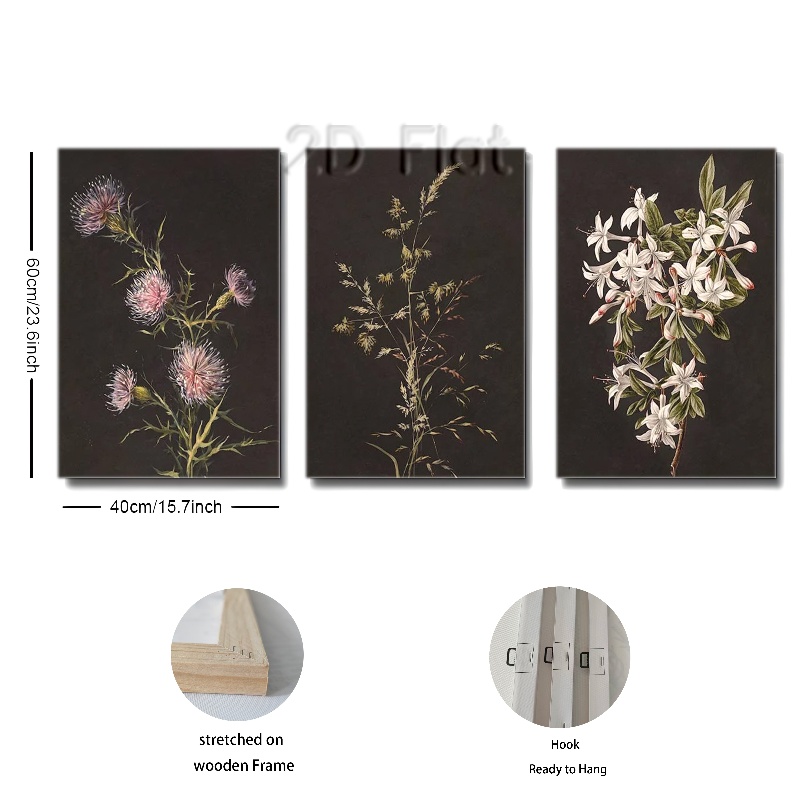 2D Flat
60cm/23.6inch
40cm/15.7inch
stretched on
wooden Frame
Hook
Ready to Hang